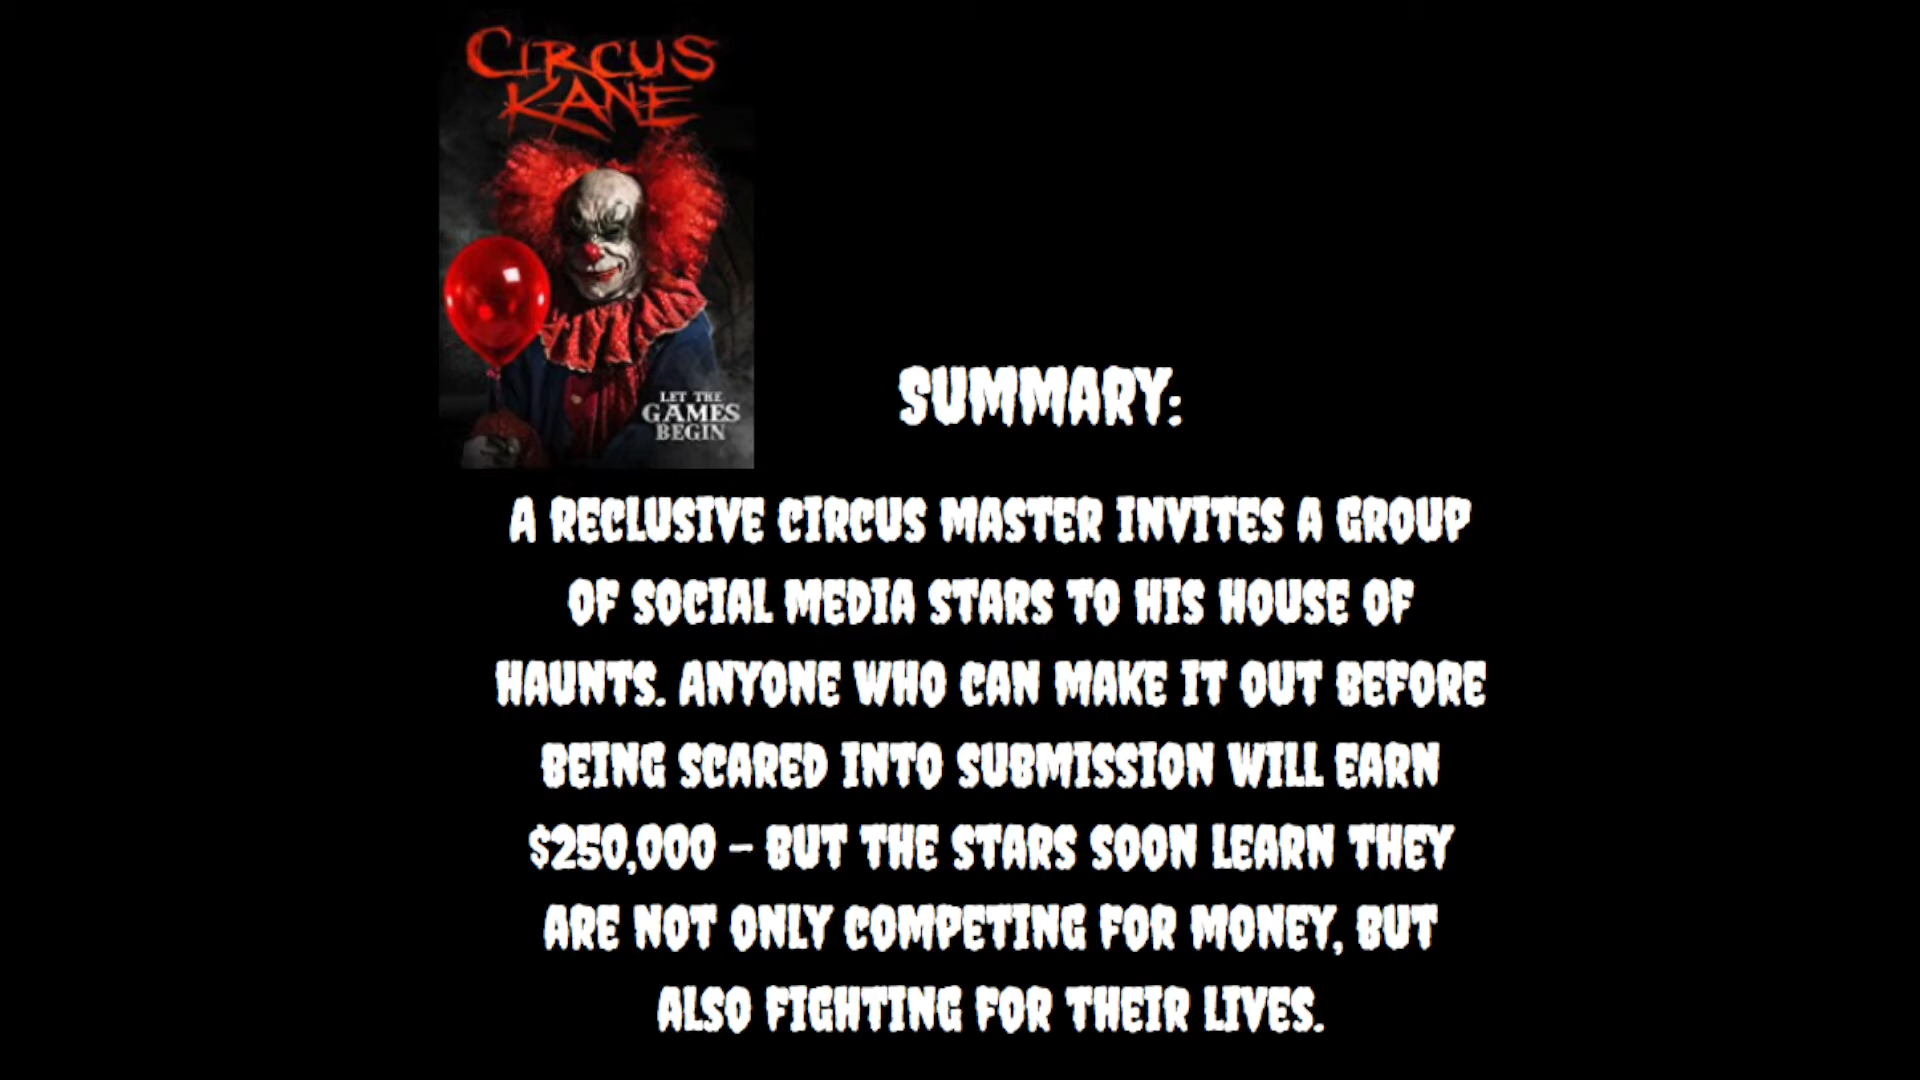 CIRCUS
KANE
LET THE
GAMES
BEGIN
SUMMARY:
A RECLUSIVE CIRCUS MASTER INVITES A GROUP
OF SOCIAL MEDIA STARS TO HIS HOUSE OF
HAUNTS. ANYONE WHO CAN MAKE IT OUT BEFORE
BEING SCARED INTO SUBMISSION WILL EARN
$250,000 – BUT THE STARS SOON LEARN THEY
ARE NOT ONLY COMPETING FOR MONEY, BUT
ALSO FIGHTING FOR THEIR LIVES.